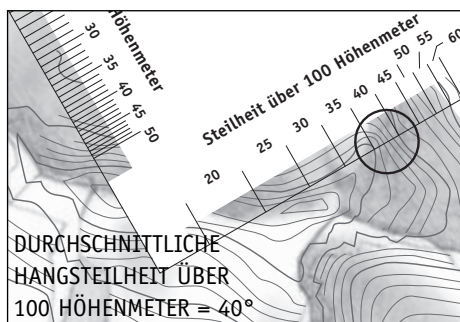 Höhenmeter
30
35
40
45
50
Steilheit über 100 Höhenmeter
20
25
30
35
40
45
50
55
60
DURCHSCHNITTLICHE
HANGSTEILHEIT ÜBER
100 HÖHENMETER = 40°